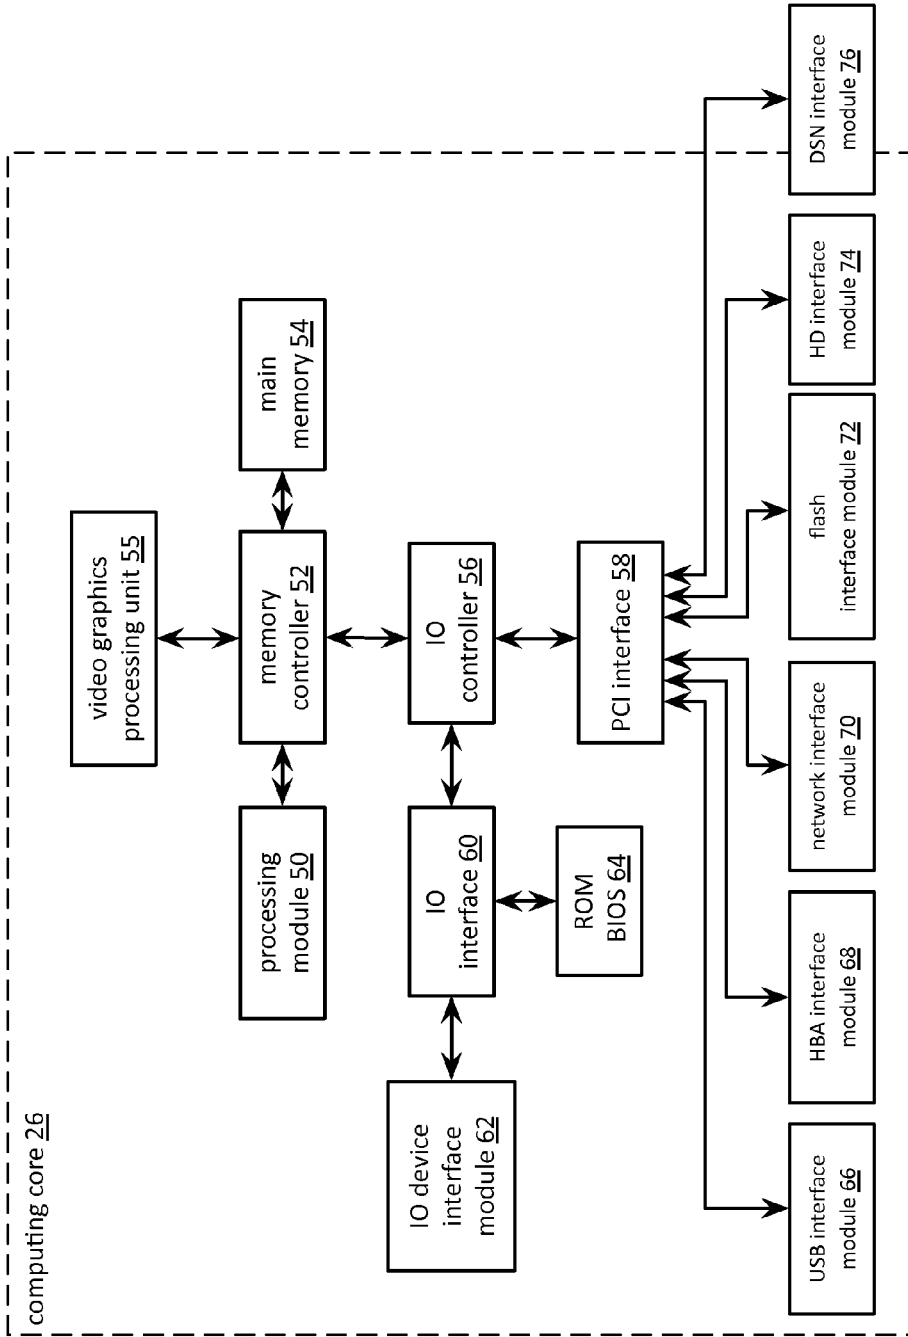 computing core 26
video graphics
processing unit 55
processing
module 50
memory
controller 52
main
memory 54
IO device
interface
module 62
IO
interface 60
IO
controller 56
ROM
BIOS 64
PCI interface 58
USB interface
module 66
HBA interface
module 68
network interface
module 70
flash
interface module 72
HD interface
module 74
DSN interface
module 76